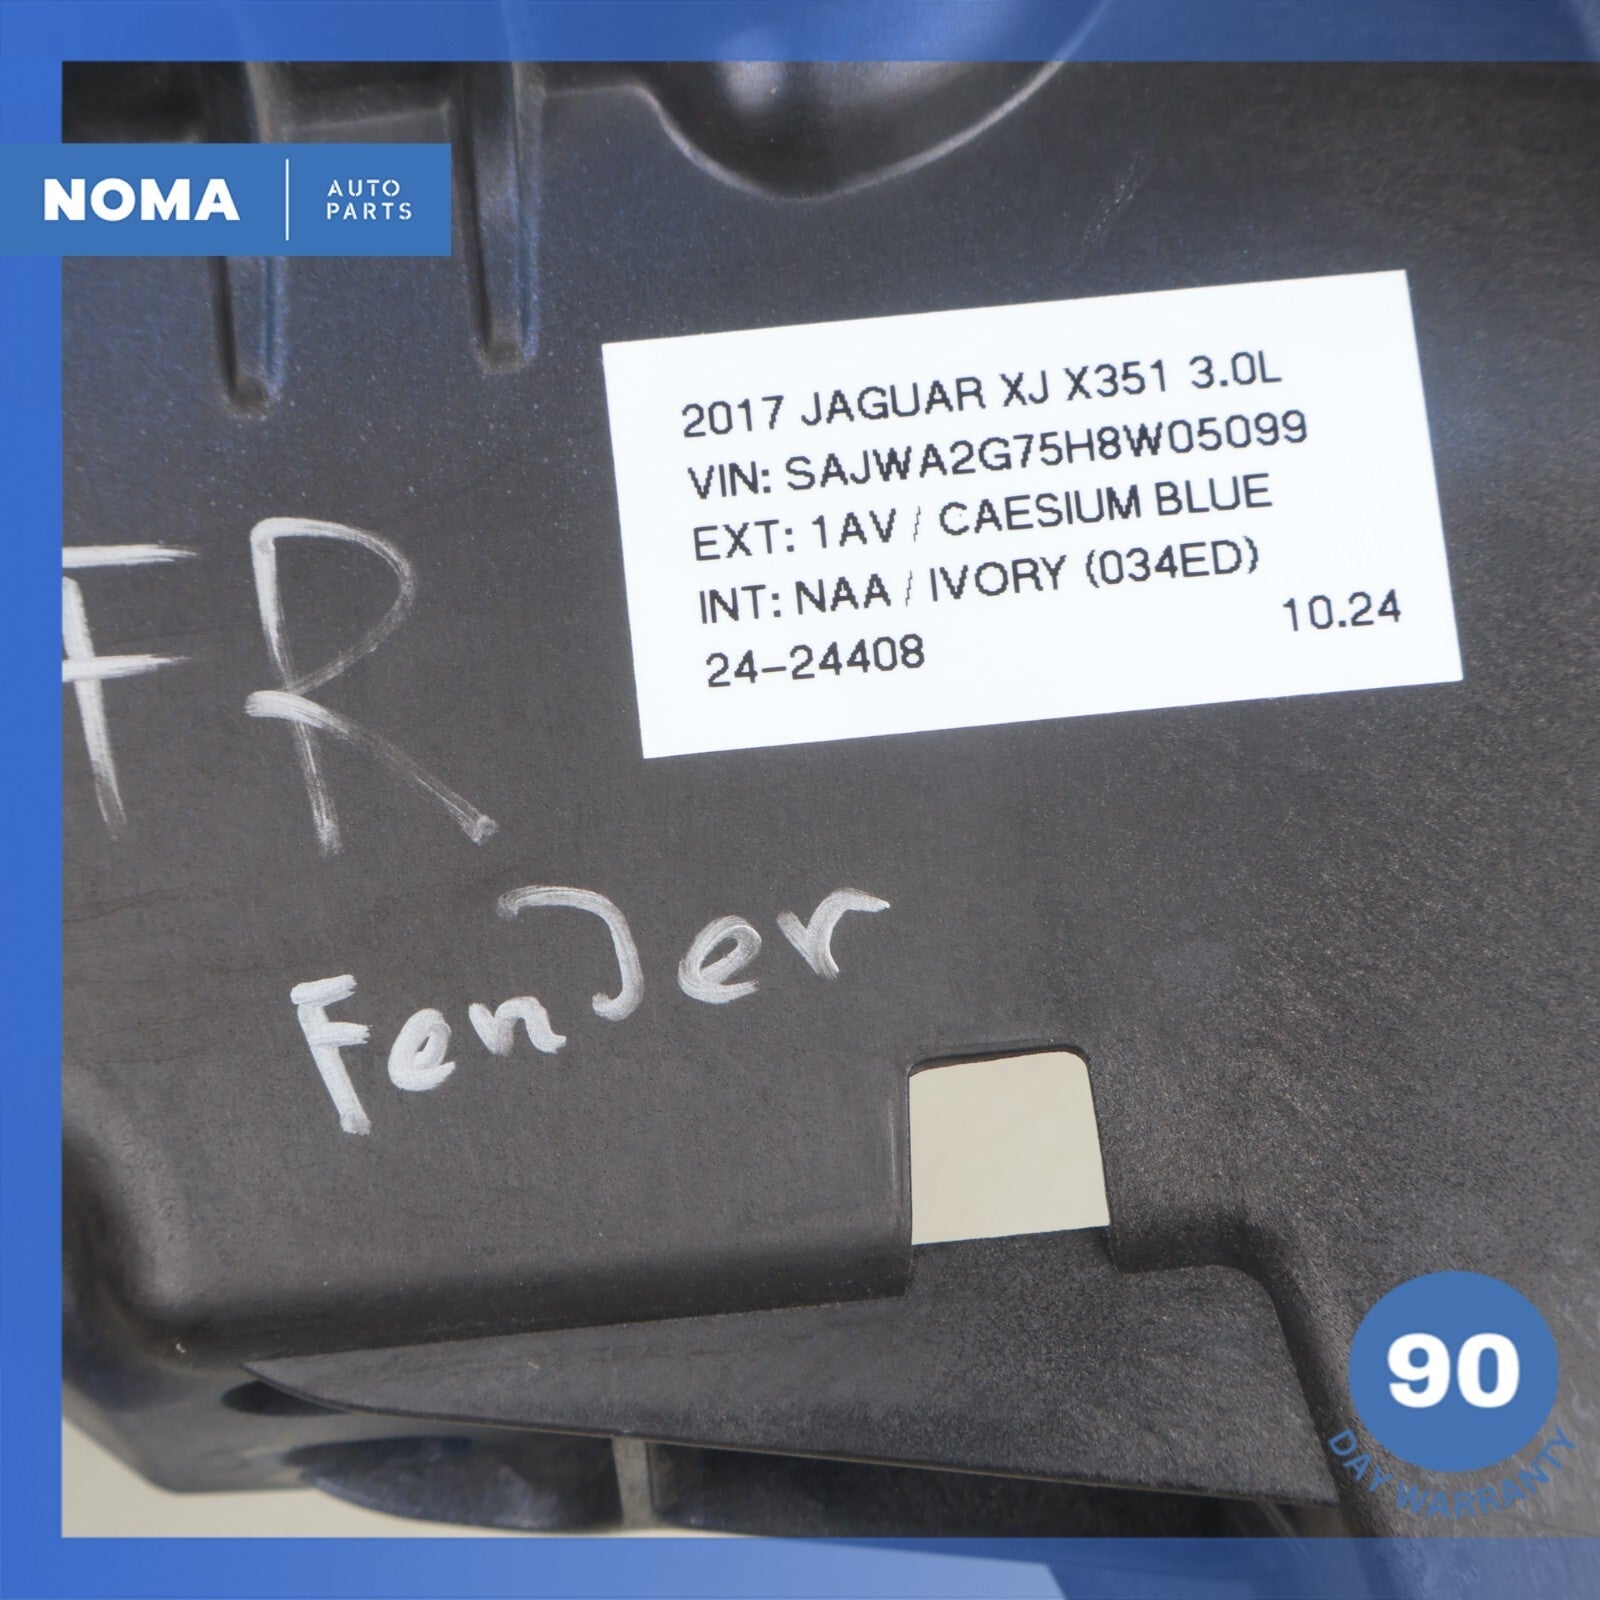 NOMA
AUTO
PARTS
2017 JAGUAR XJ X351 3.0L
VIN: SAJWA2G75H8W05099
EXT: 1AV / CAESIUM BLUE
INT: NAA / IVORY (034ED)
24-24408
10.24
FR
Fender
90
DAY WARRANTY